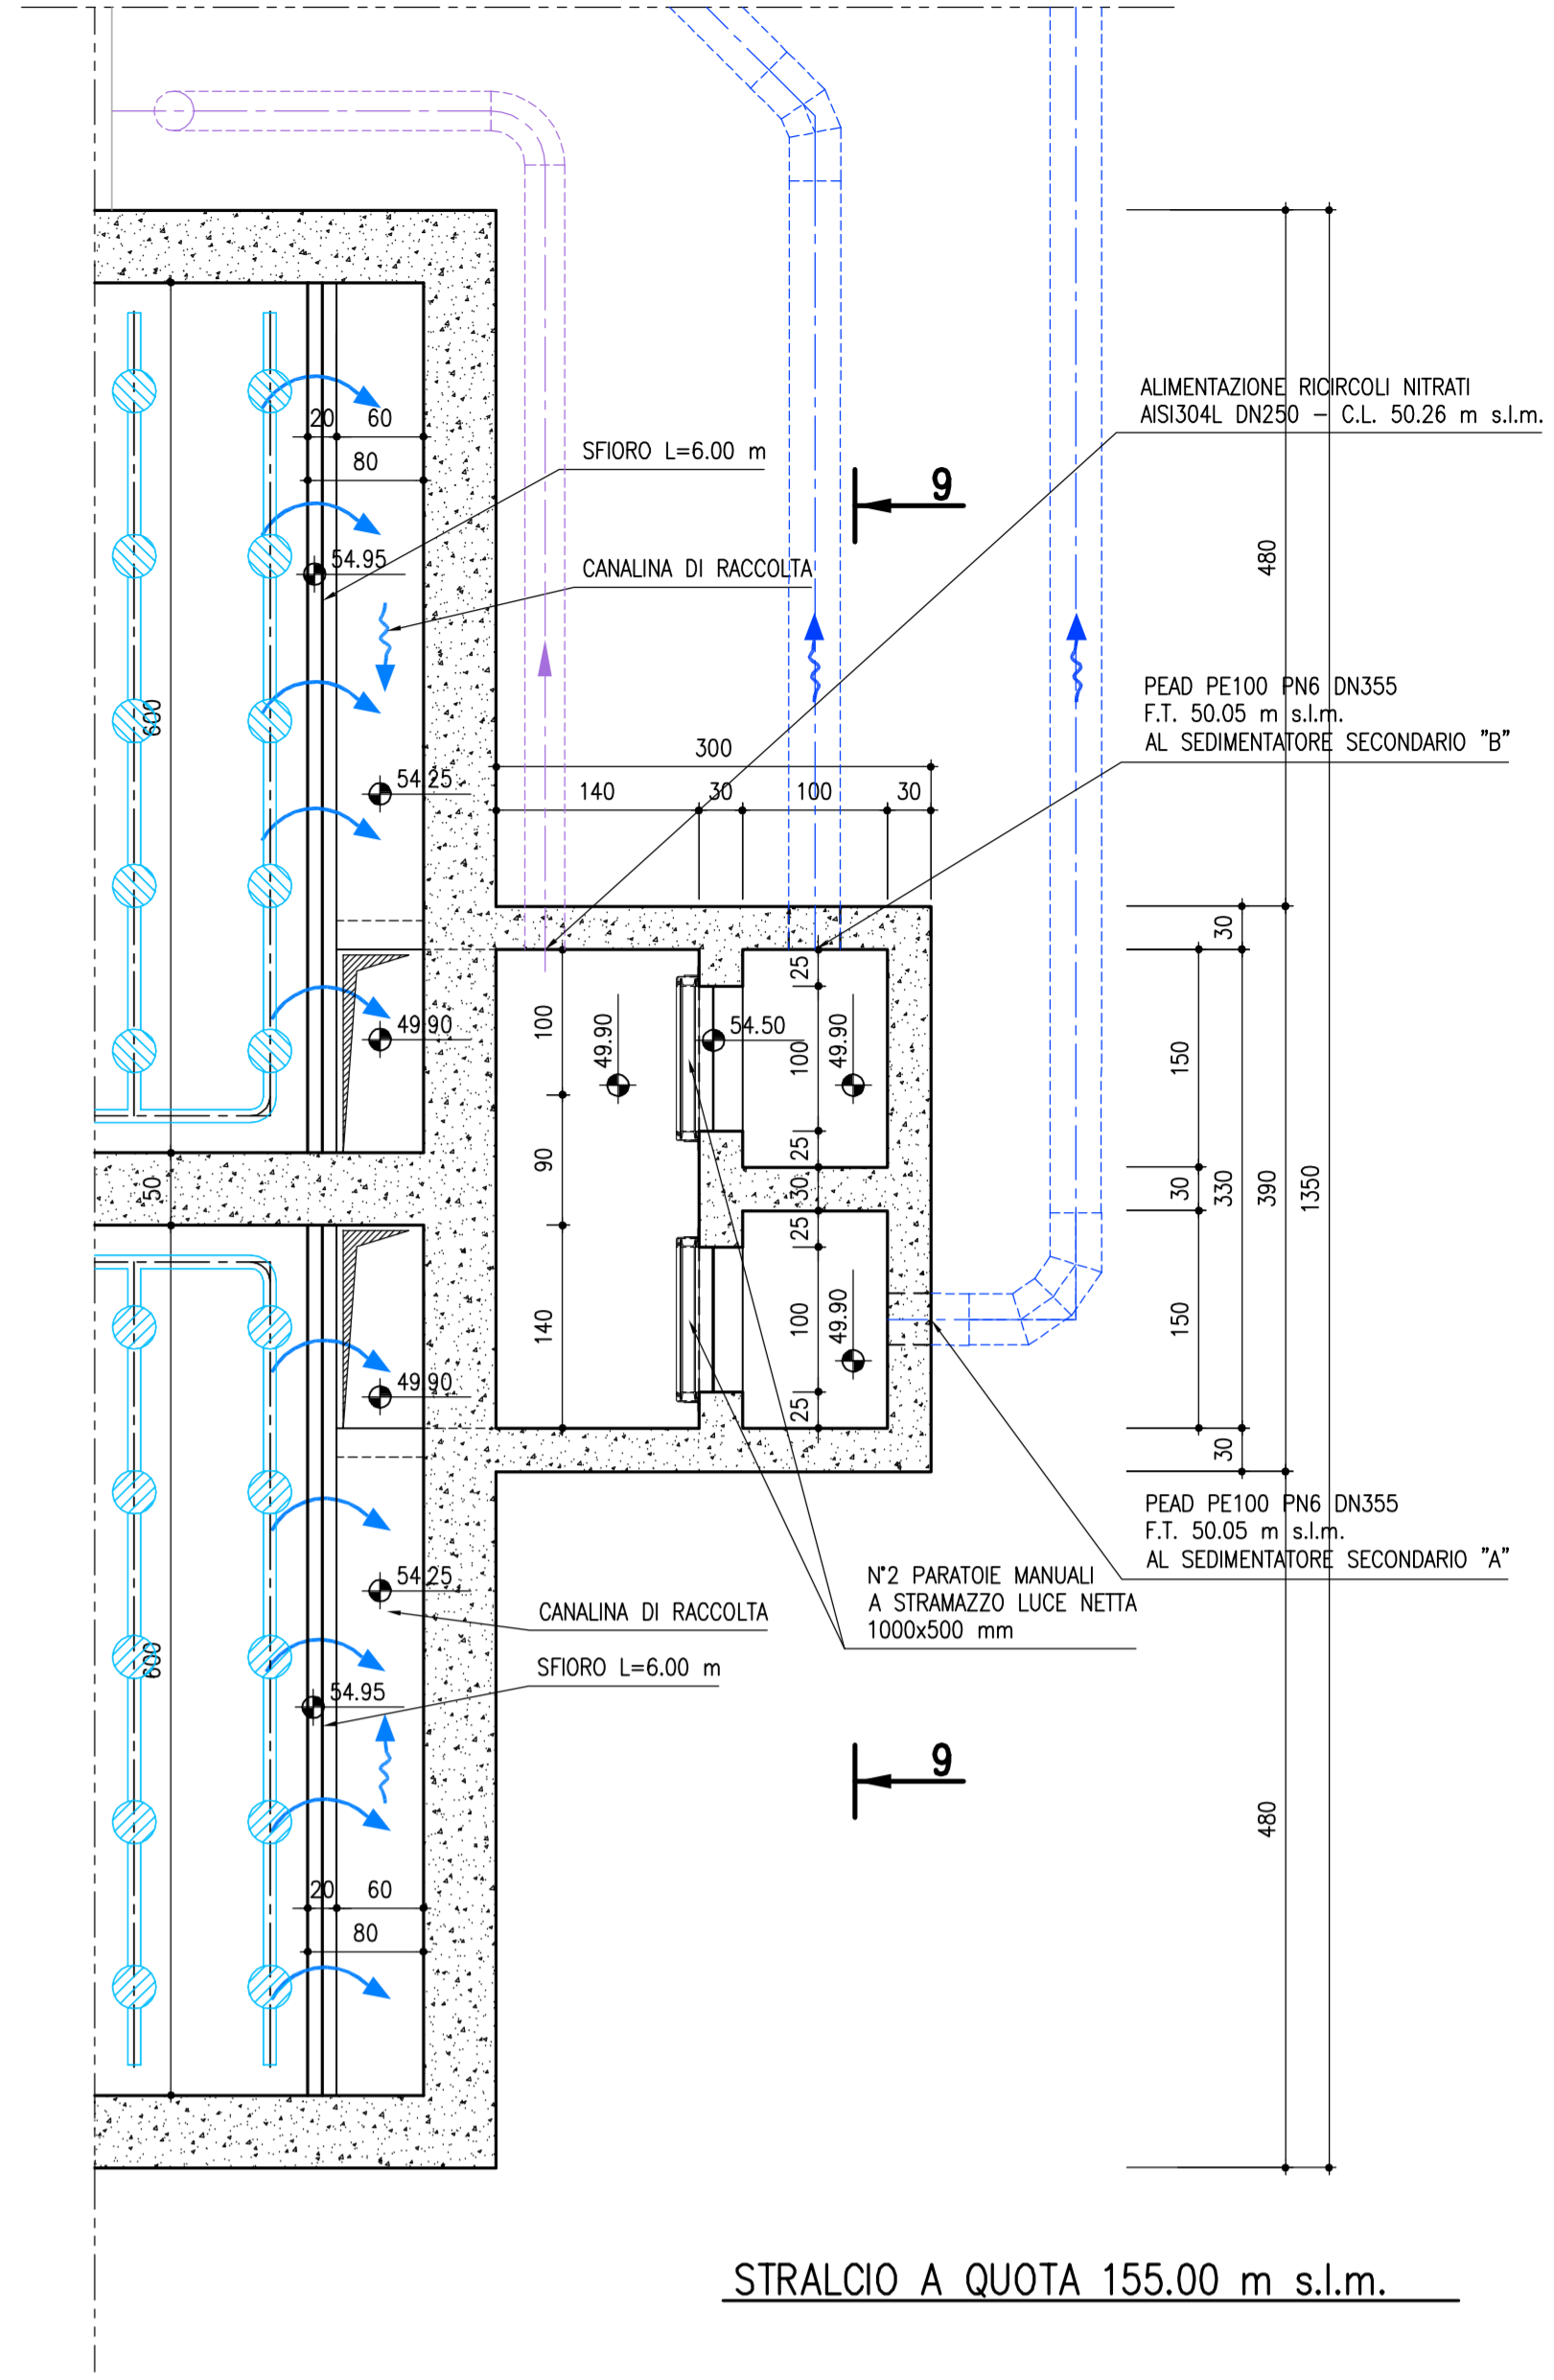 20 60
80
SFIORO L=6.00 m
54.95
CANALINA DI RACCOLTA
600
54.25
ALIMENTAZIONE RICIRCOLI NITRATI
AISI304L DN250 - C.L. 50.26 m s.l.m.
9
480
PEAD PE100 PN6 DN355
F.T. 50.05 m s.l.m.
AL SEDIMENTATORE SECONDARIO "B"
300
140 30 100 30
30
49.90
100
49.90
54.50
25
100
49.90
25
150
90
50
30
30
330
390
1350
25
140
100
49.90
150
49.90
25
30
54.25
CANALINA DI RACCOLTA
SFIORO L=6.00 m
600
54.95
N°2 PARATOIE MANUALI
A STRAMAZZO LUCE NETTA
1000x500 mm
PEAD PE100 PN6 DN355
F.T. 50.05 m s.l.m.
AL SEDIMENTATORE SECONDARIO "A"
9
480
20 60
80
STRALCIO A QUOTA 155.00 m s.l.m.